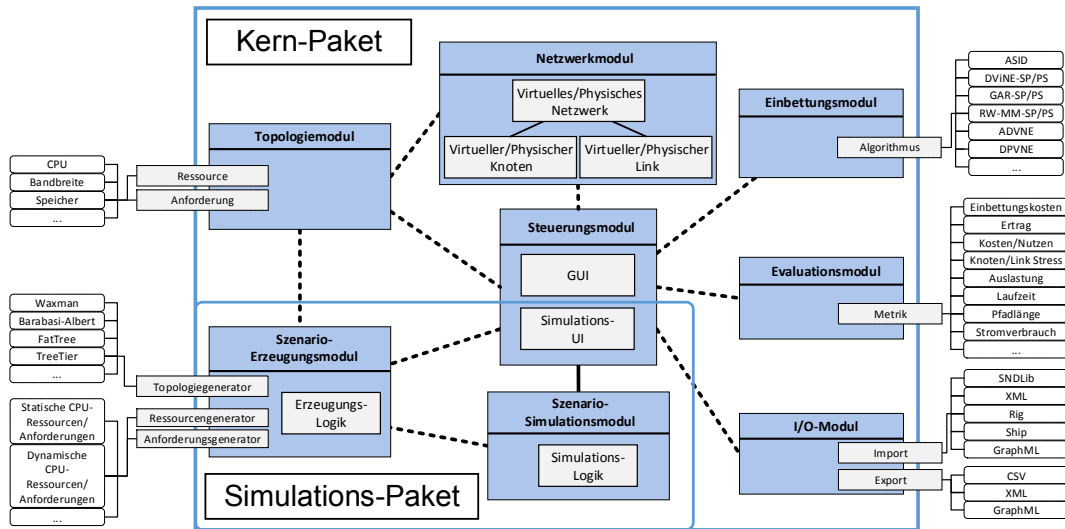 Kern-Paket
Netzwerkmodul
Virtuelles/Physisches
Netzwerk
Virtueller/Physischer
Knoten
Virtueller/Physischer
Link
Topologiemodul
Ressource
Anforderung
CPU
Bandbreite
Speicher
...
Einbettungsmodul
Algorithmus
ASID
DViNE-SP/PS
GAR-SP/PS
RW-MM-SP/PS
ADVNE
DPVNE
...
Steuerungsmodul
GUI
Simulations-
UI
Evaluationsmodul
Metrik
Einbettungskosten
Ertrag
Kosten/Nutzen
Knoten/Link Stress
Auslastung
Laufzeit
Pfadlänge
Stromverbrauch
...
Waxman
Barabasi-Albert
FatTree
TreeTier
...
Szenario-
Erzeugungsmodul
Topologiegenerator
Ressourcengenerator
Anforderungsgenerator
Erzeugungs-
Logik
Statische CPU-
Ressourcen/
Anforderungen
Dynamische
CPU-
Ressourcen/
Anforderungen
...
Szenario-
Simulationsmodul
Simulations-
Logik
I/O-Modul
Import
Export
SNDLib
XML
Rig
Ship
GraphML
CSV
XML
GraphML
Simulations-Paket